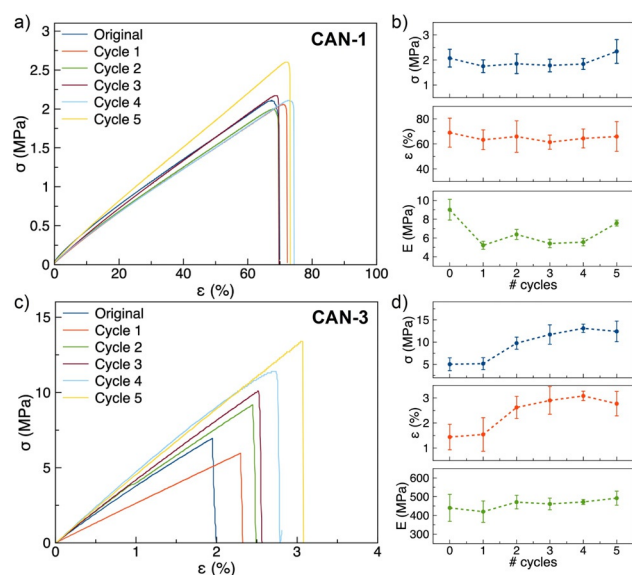 a)
CAN-1
Original
Cycle 1
Cycle 2
Cycle 3
Cycle 4
Cycle 5
3
2.5
2
1.5
1
0.5
0
σ (MPa)
0 20 40 60 80 100
ε (%)
b)
4
3
2
1
σ (MPa)
80
60
40
ε (%)
10
8
6
4
E (MPa)
0 1 2 3 4 5
# cycles
c)
CAN-3
Original
Cycle 1
Cycle 2
Cycle 3
Cycle 4
Cycle 5
15
10
5
0
σ (MPa)
0 1 2 3 4
ε (%)
d)
15
10
5
0
σ (MPa)
3
2
1
ε (%)
600
500
400
300
E (MPa)
0 1 2 3 4 5
# cycles